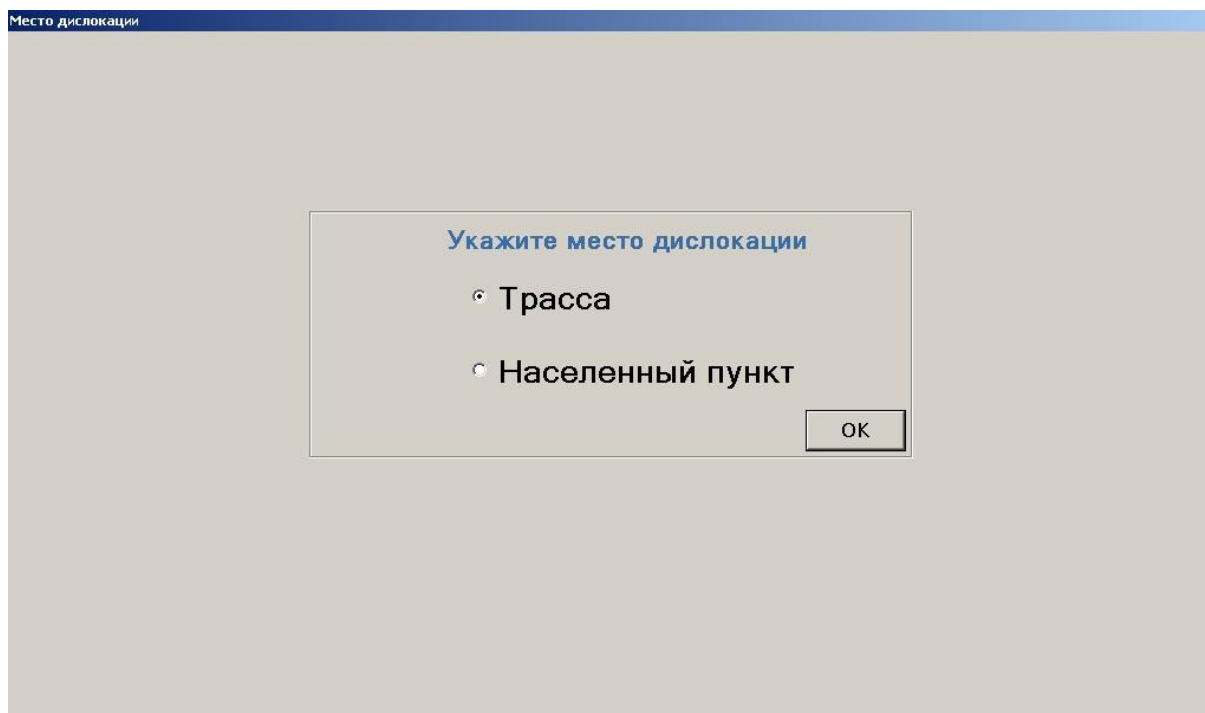 Место дислокации
Укажите место дислокации
Трасса
Населенный пункт
OK